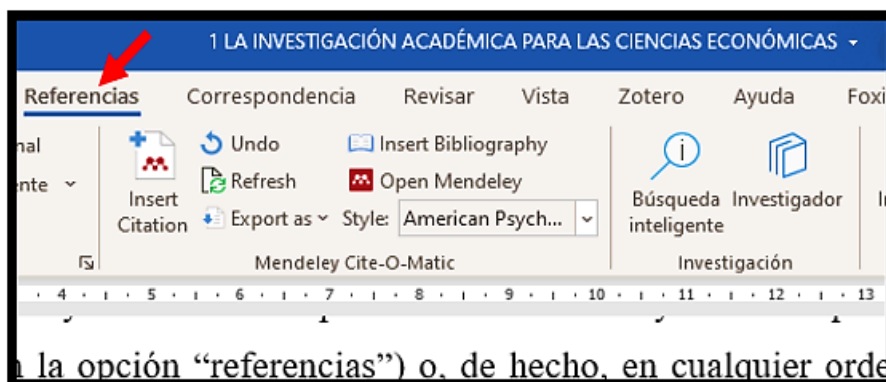 1 LA INVESTIGACIÓN ACADÉMICA PARA LAS CIENCIAS ECONÓMICAS
Referencias Correspondencia Revisar Vista Zotero Ayuda Foxi
nal
ente
Insert Citation
Undo
Refresh
Export as
Insert Bibliography
Open Mendeley
Style: American Psych...
Mendeley Cite-O-Matic
Búsqueda inteligente
Investigador
Investigación
4 5 6 7 8 9 10 11 12 13
la opción “referencias”) o, de hecho, en cualquier orde